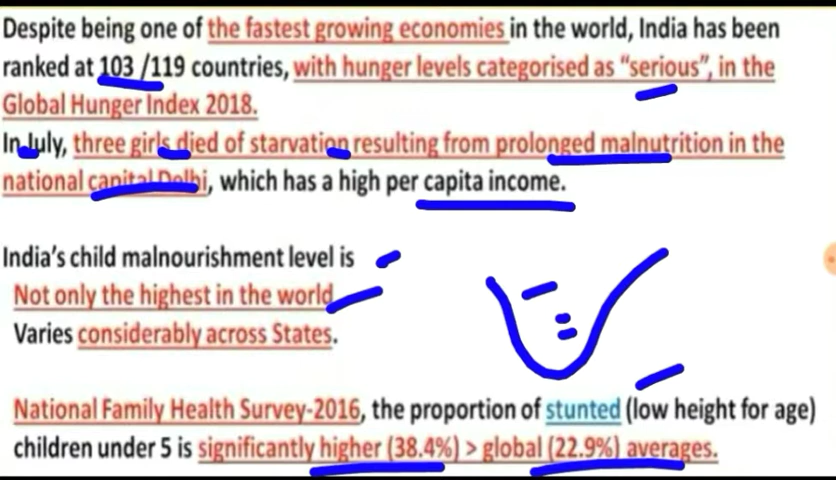 Despite being one of the fastest growing economies in the world, India has been
ranked at 103 /119 countries, with hunger levels categorised as “serious”, in the
Global Hunger Index 2018.
In July, three girls died of starvation resulting from prolonged malnutrition in the
national capital Delhi, which has a high per capita income.
India’s child malnourishment level is
Not only the highest in the world
Varies considerably across States.
National Family Health Survey-2016, the proportion of stunted (low height for age)
children under 5 is significantly higher (38.4%) > global (22.9%) averages.